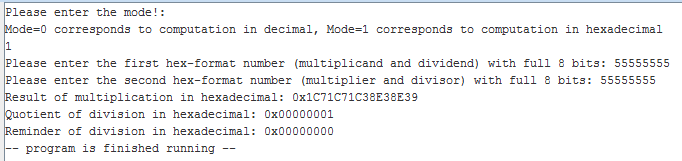 Please enter the mode!:
Mode=0 corresponds to computation in decimal, Mode=1 corresponds to computation in hexadecimal
1
Please enter the first hex-format number (multiplicand and dividend) with full 8 bits: 55555555
Please enter the second hex-format number (multiplier and divisor) with full 8 bits: 55555555
Result of multiplication in hexadecimal: 0x1C71C71C38E38E39
Quotient of division in hexadecimal: 0x00000001
Reminder of division in hexadecimal: 0x00000000
-- program is finished running --